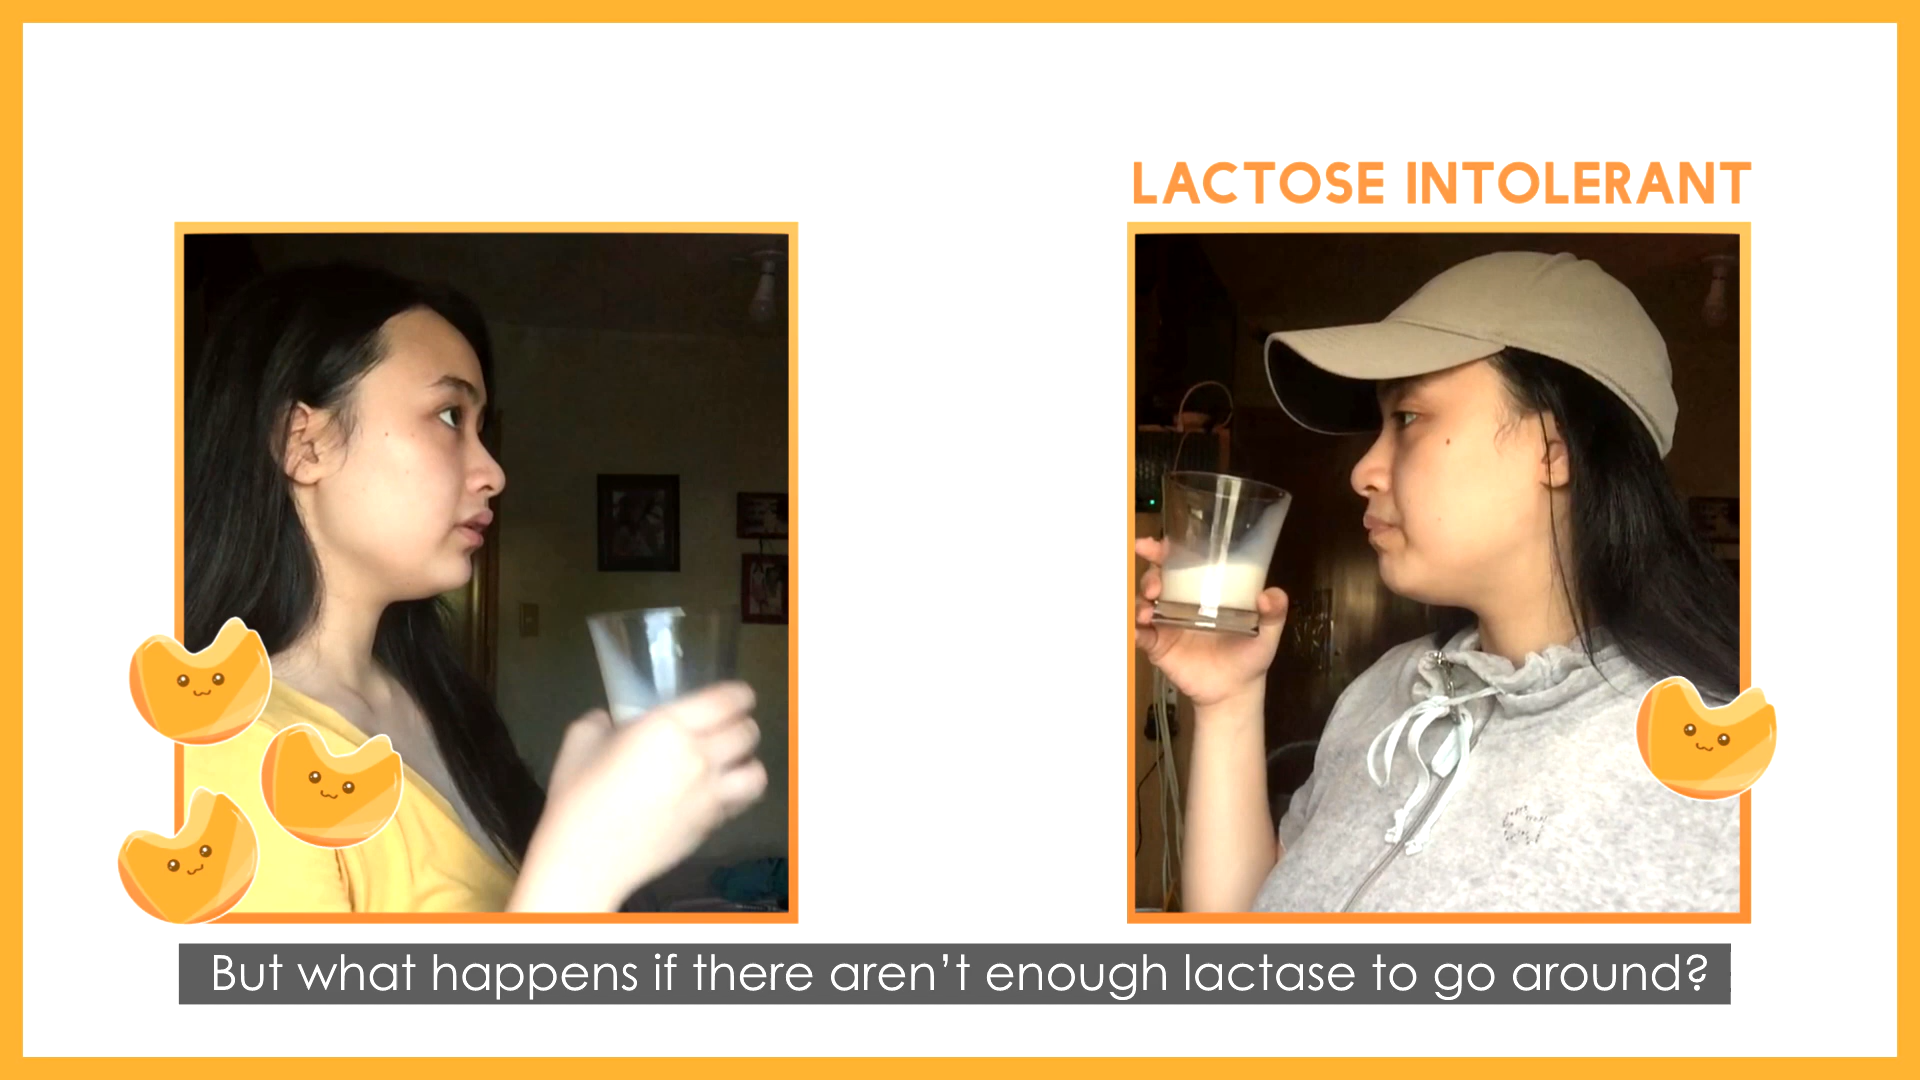 LACTOSE INTOLERANT
But what happens if there aren’t enough lactase to go around?